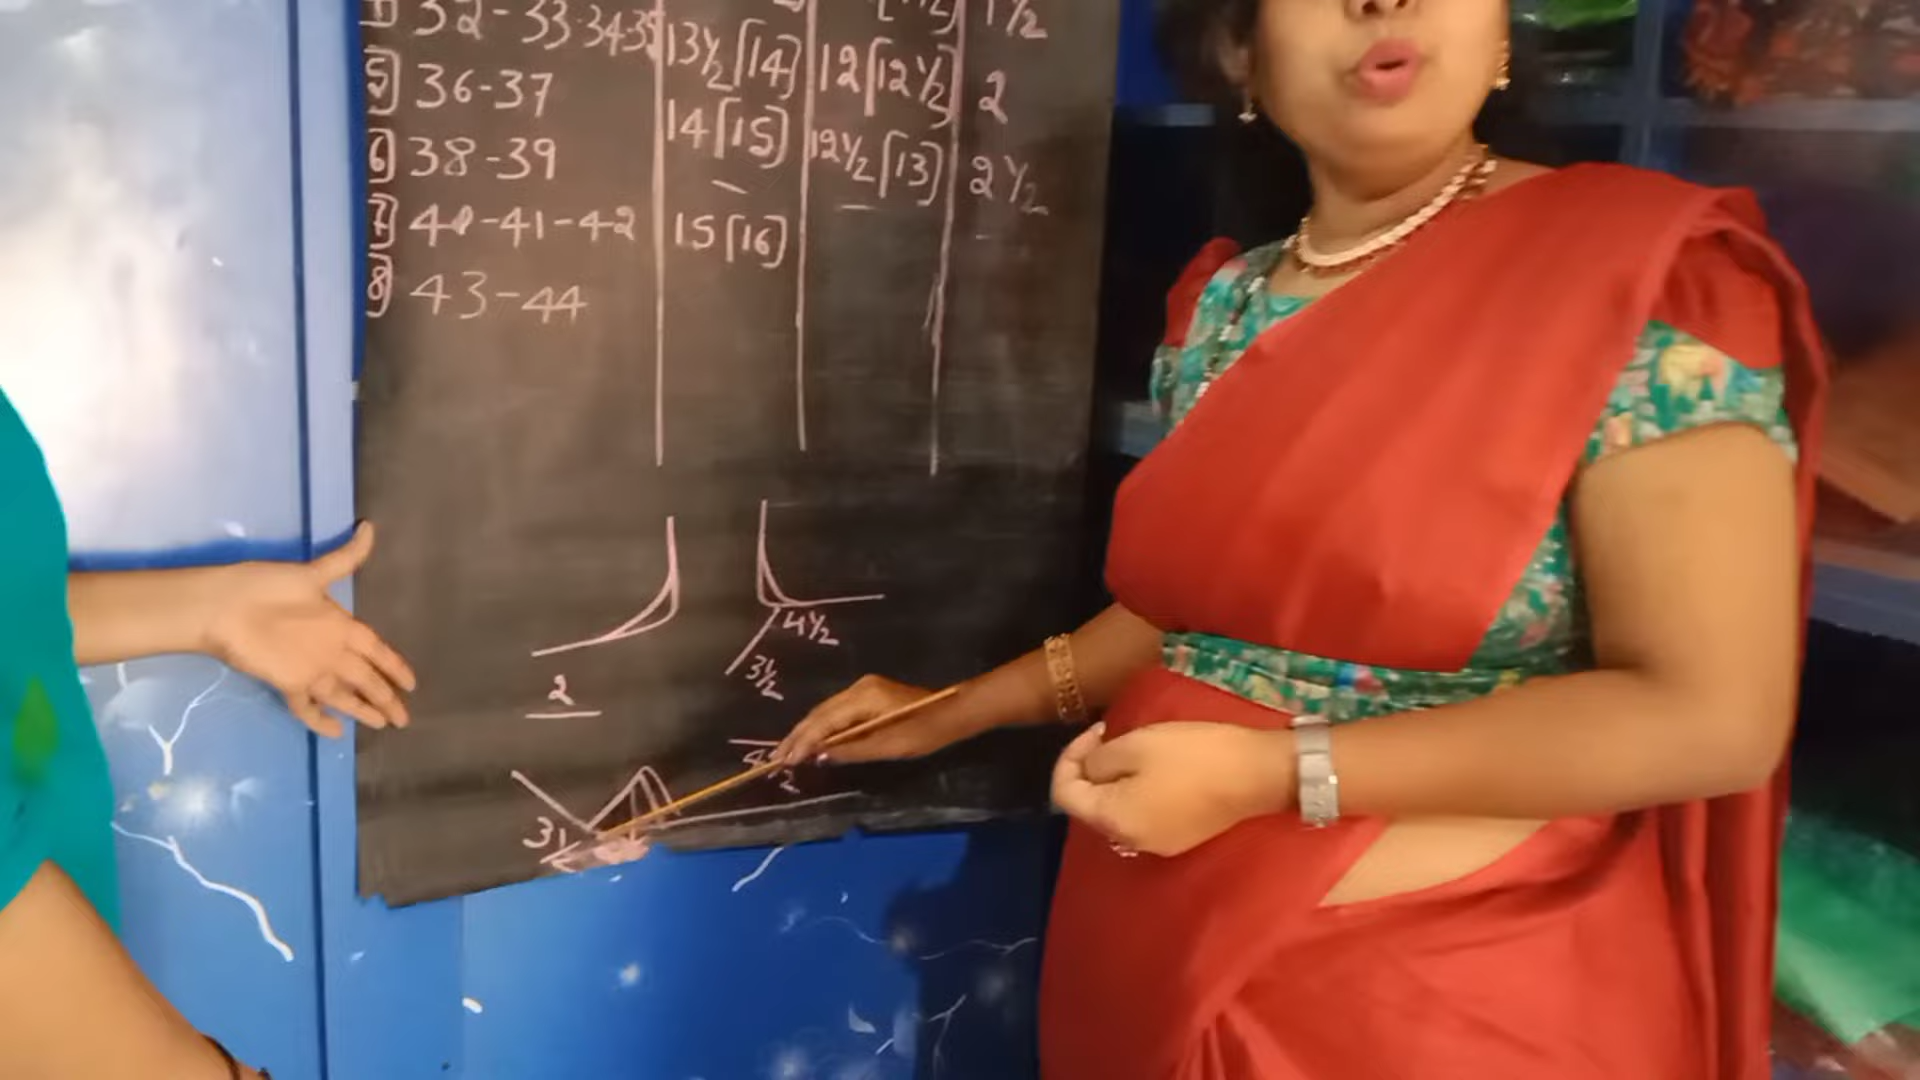 32-33-34-35 1½
5] 36-37 13½ [14] 12 [12½] 2
6] 38-39 14 [15] 12½ [13] 2½
7] 40-41-42 15 [16]
8] 43-44
4½
3½
2
4½